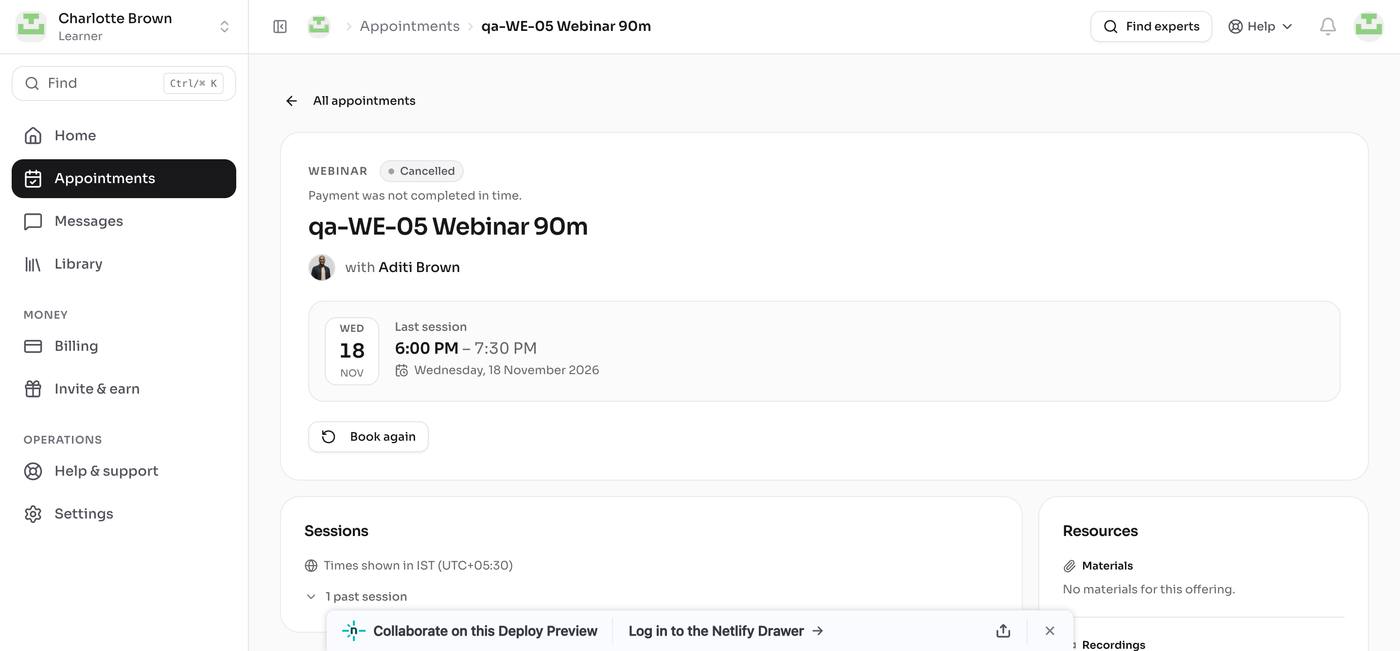 Charlotte Brown
Learner
Appointments
qa-WE-05 Webinar 90m
Find experts
Help
Find
Ctrl/⌘ K
Home
Appointments
Messages
Library
MONEY
Billing
Invite & earn
OPERATIONS
Help & support
Settings
All appointments
WEBINAR
Cancelled
Payment was not completed in time.
qa-WE-05 Webinar 90m
with Aditi Brown
WED
18
NOV
Last session
6:00 PM – 7:30 PM
Wednesday, 18 November 2026
Book again
Sessions
Times shown in IST (UTC+05:30)
1 past session
Resources
Materials
No materials for this offering.
Recordings
Collaborate on this Deploy Preview
Log in to the Netlify Drawer →